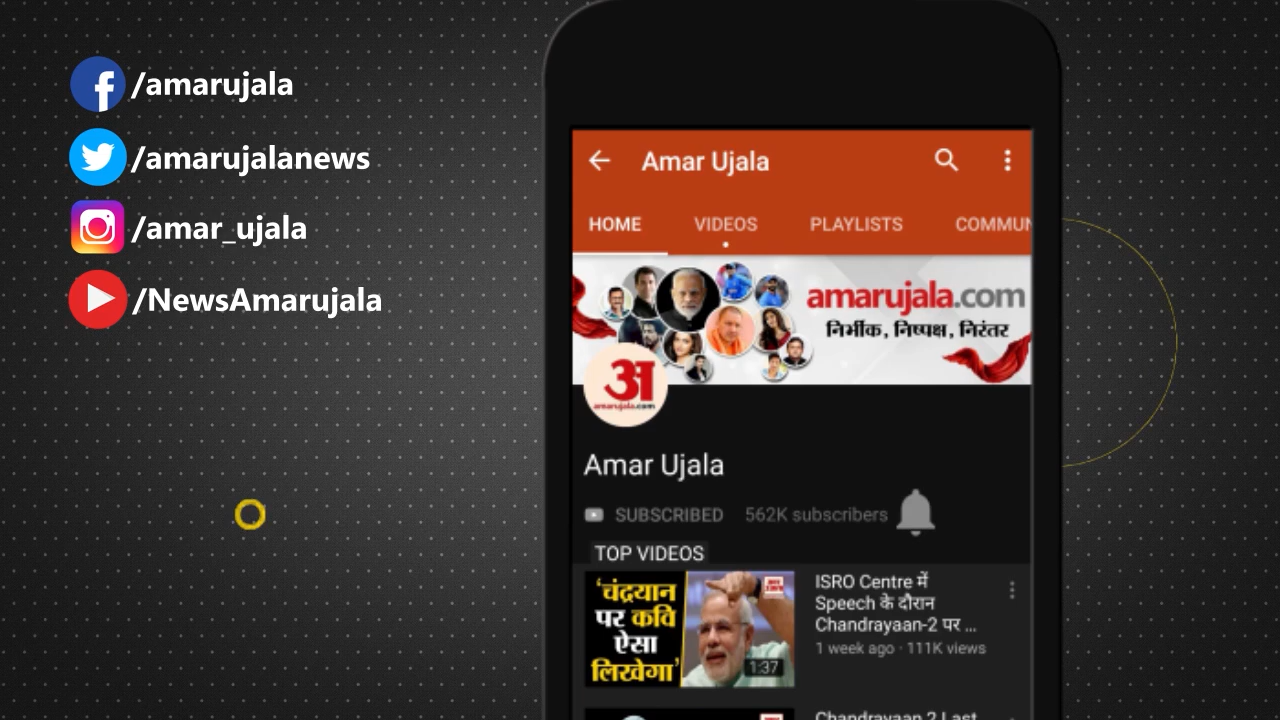 /amarujala
/amarujalanews
/amar_ujala
/NewsAmarujala
Amar Ujala
HOME VIDEOS PLAYLISTS COMMUN
amarujala.com
निर्भीक, निष्पक्ष, निरंतर
अ
amarujala.com
Amar Ujala
SUBSCRIBED 562K subscribers
TOP VIDEOS
‘चंद्रयान
पर कवि
ऐसा
लिखेगा’
1:37
ISRO Centre में
Speech के दौरान
Chandrayaan-2 पर ...
1 week ago · 111K views
Chandrayaan 2 Last